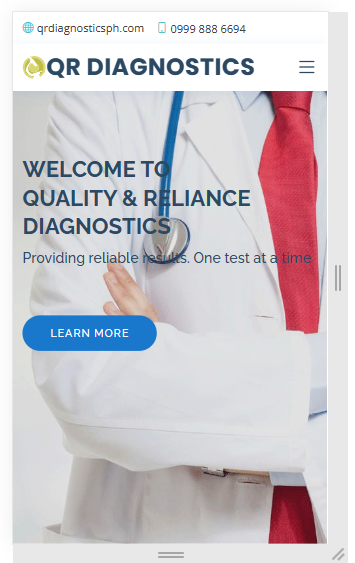 qrdiagnosticsph.com 0999 888 6694
QR DIAGNOSTICS
WELCOME TO
QUALITY & RELIANCE
DIAGNOSTICS
Providing reliable results. One test at a time
LEARN MORE